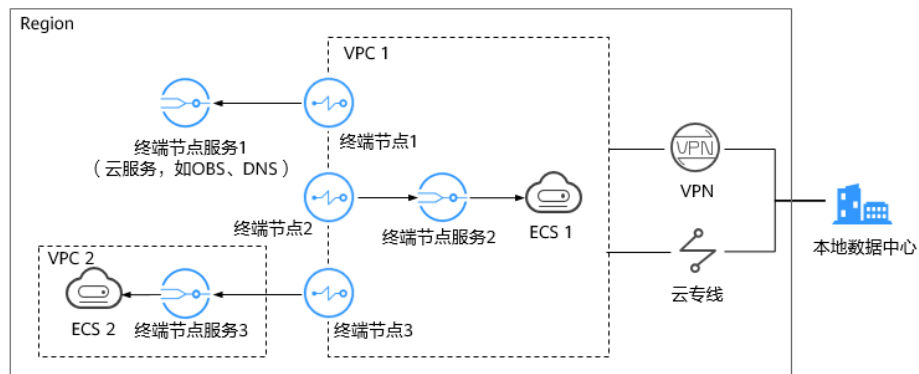 Region
VPC 1
终端节点1
终端节点服务1
（云服务，如OBS、DNS）
VPN
VPN
终端节点2
终端节点服务2
ECS 1
本地数据中心
VPC 2
云专线
ECS 2
终端节点服务3
终端节点3